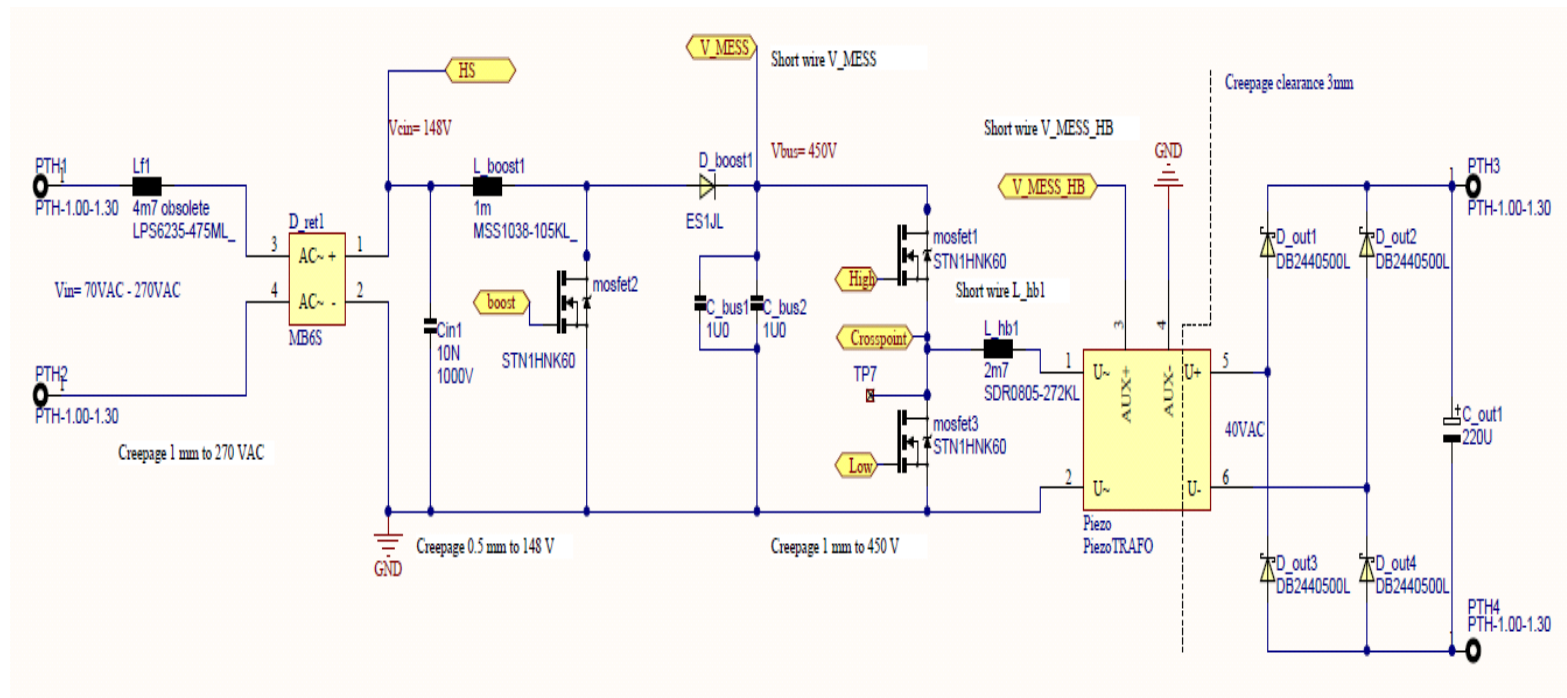 HS
V_MESS
Short wire V_MESS
Creepage clearance 3mm
Vcin= 148V
Short wire V_MESS_HB
GND
Vbus= 450V
PTH1
1
PTH-1.00-1.30
Lf1
4m7 obsolete
LPS6235-475ML_
L_boost1
1m
MSS1038-105KL_
D_boost1
ES1JL
V_MESS_HB
1
PTH3
PTH-1.00-1.30
D_ret1
3
AC~ +
1
4
AC~ -
2
MB6S
Vin= 70VAC - 270VAC
mosfet1
STN1HNK60
High
D_out1
DB2440500L
D_out2
DB2440500L
boost
mosfet2
STN1HNK60
Short wire L_hb1
C_bus1
1U0
C_bus2
1U0
Cin1
10N
1000V
Crosspoint
L_hb1
2m7
SDR0805-272KL
TP7
3
4
1
U~
AUX+
AUX-
U+
5
PTH2
1
PTH-1.00-1.30
mosfet3
STN1HNK60
Low
40VAC
C_out1
+
220U
Creepage 1 mm to 270 VAC
2
U~
U-
6
Piezo
PiezoTRAFO
GND
Creepage 0.5 mm to 148 V
Creepage 1 mm to 450 V
D_out3
DB2440500L
D_out4
DB2440500L
PTH4
PTH-1.00-1.30
1